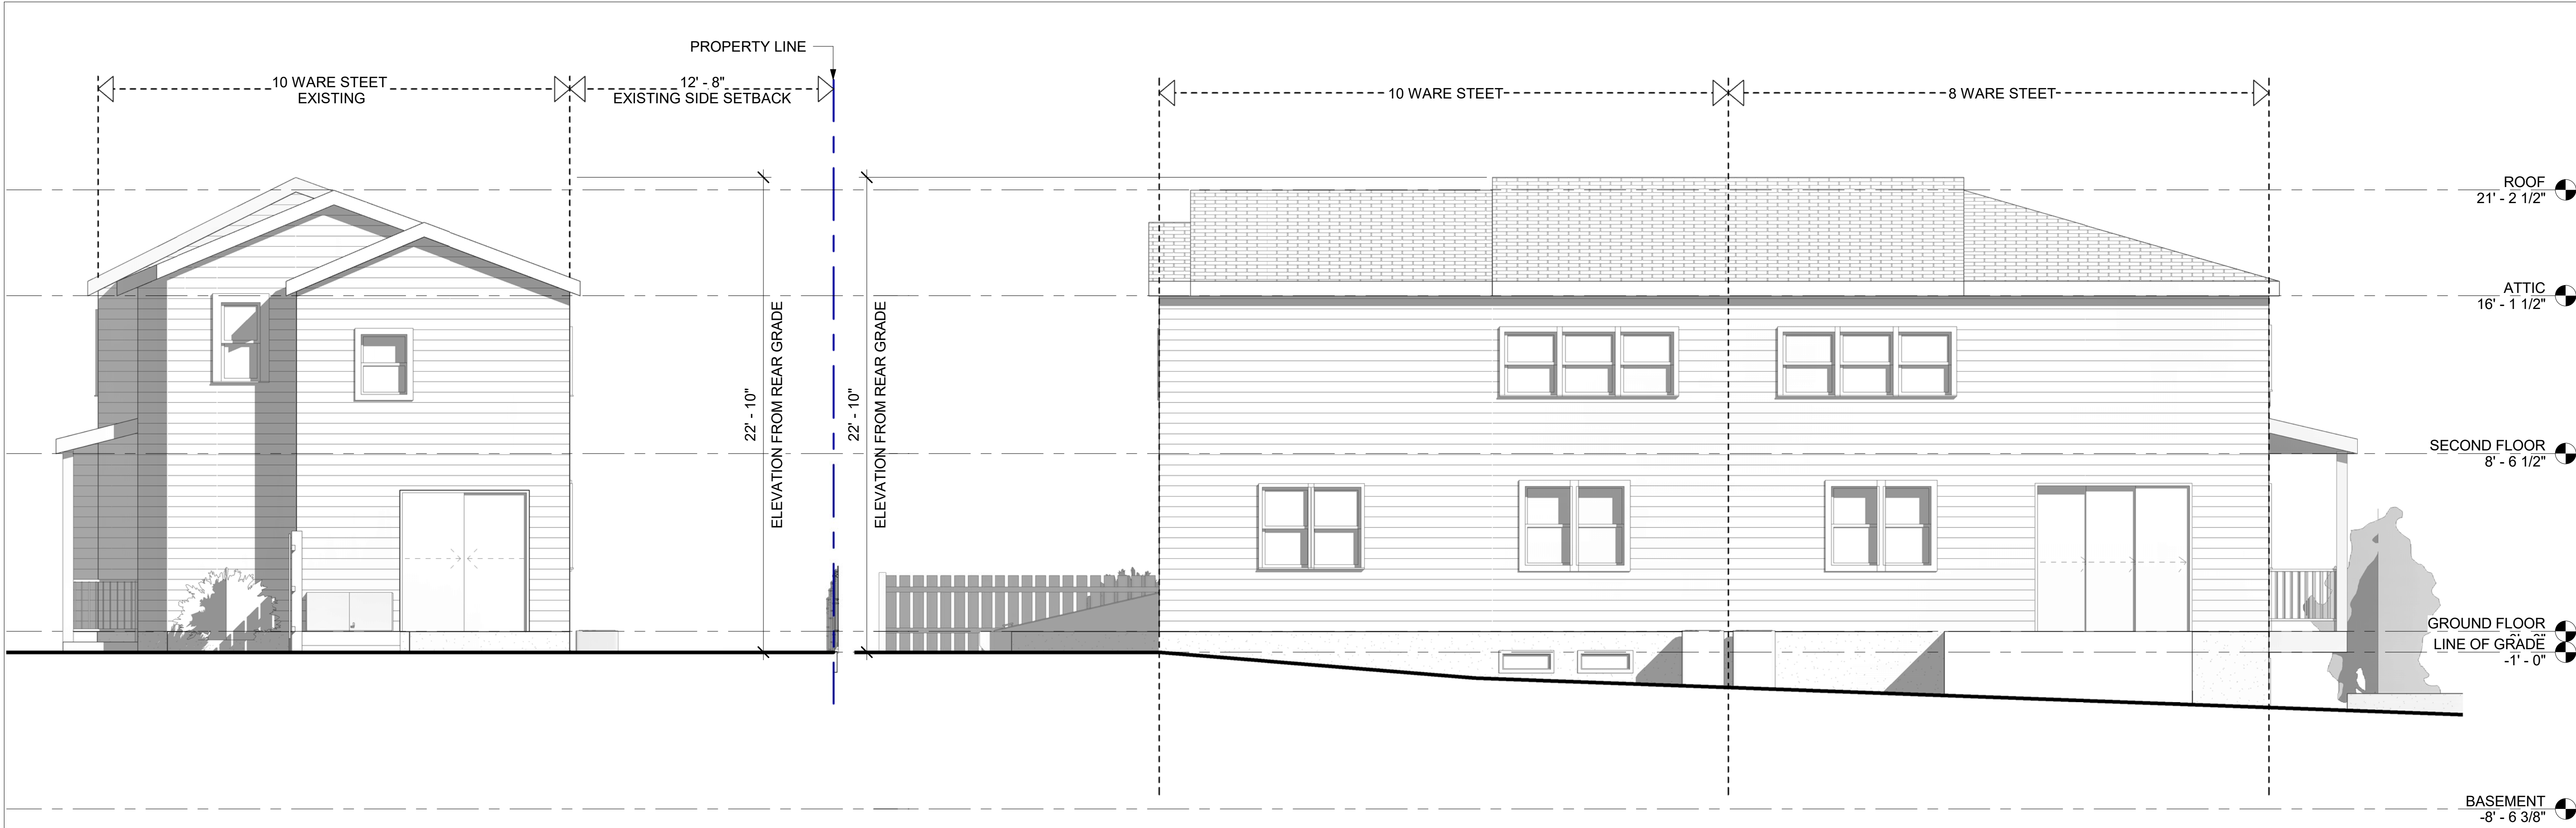 PROPERTY LINE
10 WARE STEET
EXISTING
12' - 8"
EXISTING SIDE SETBACK
10 WARE STEET
8 WARE STEET
22' - 10"
ELEVATION FROM REAR GRADE
22' - 10"
ELEVATION FROM REAR GRADE
ROOF
21' - 2 1/2"
ATTIC
16' - 1 1/2"
SECOND FLOOR
8' - 6 1/2"
GROUND FLOOR
LINE OF GRADE
-1' - 0"
BASEMENT
-8' - 6 3/8"